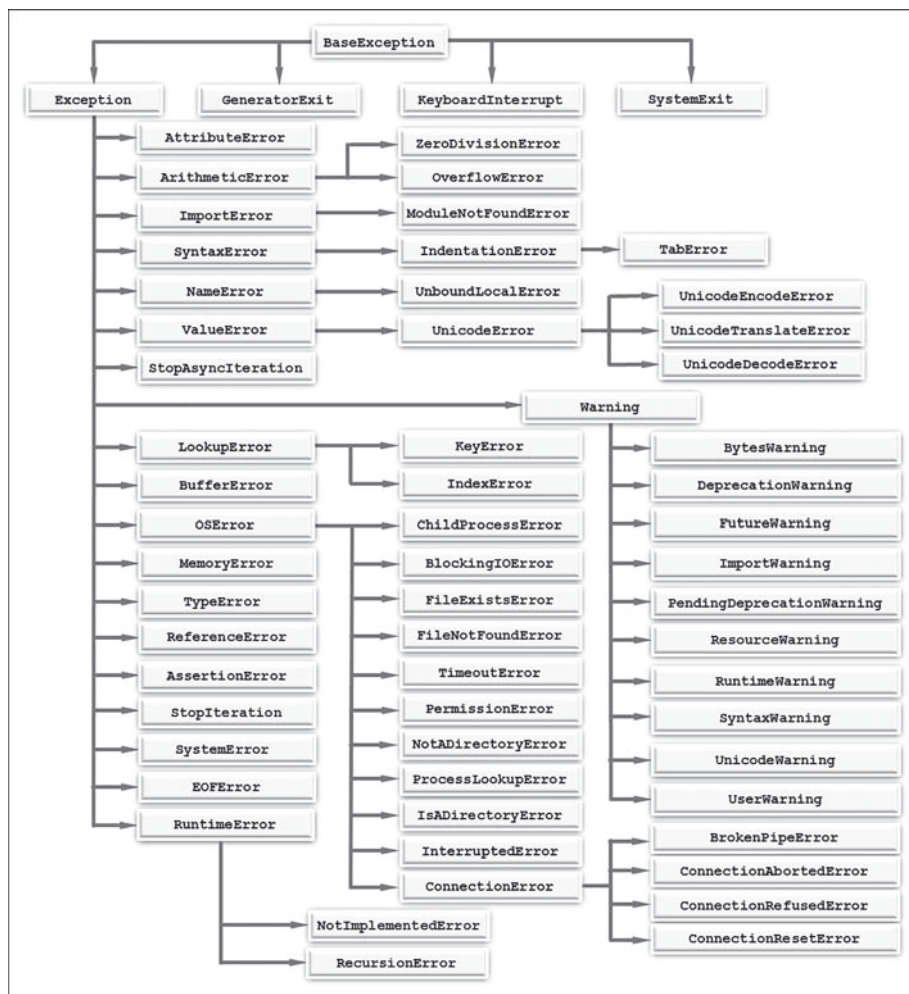 BaseException
Exception GeneratorExit KeyboardInterrupt SystemExit
AttributeError ZeroDivisionError
ArithmeticError OverflowError
ImportError ModuleNotFoundError
SyntaxError IndentationError TabError
NameError UnboundLocalError UnicodeEncodeError
ValueError UnicodeError UnicodeTranslateError
StopAsyncIteration UnicodeDecodeError
Warning
LookupError KeyError BytesWarning
BufferError IndexError DeprecationWarning
OSError ChildProcessError FutureWarning
MemoryError BlockingIOError ImportWarning
TypeError FileExistsError PendingDeprecationWarning
ReferenceError FileNotFoundError ResourceWarning
AssertionError TimeoutError RuntimeWarning
StopIteration PermissionError SyntaxWarning
SystemError NotADirectoryError UnicodeWarning
EOFError ProcessLookupError UserWarning
RuntimeError IsADirectoryError BrokenPipeError
InterruptedError ConnectionAbortedError
ConnectionError ConnectionRefusedError
NotImplementedError ConnectionResetError
RecursionError